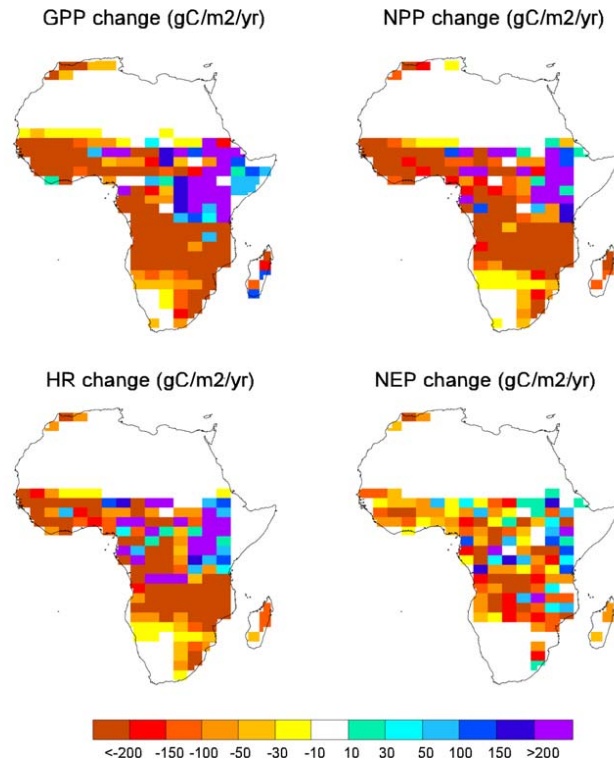 GPP change (gC/m2/yr) NPP change (gC/m2/yr)
HR change (gC/m2/yr) NEP change (gC/m2/yr)
<-200 -150 -100 -50 -30 -10 10 30 50 100 150 >200